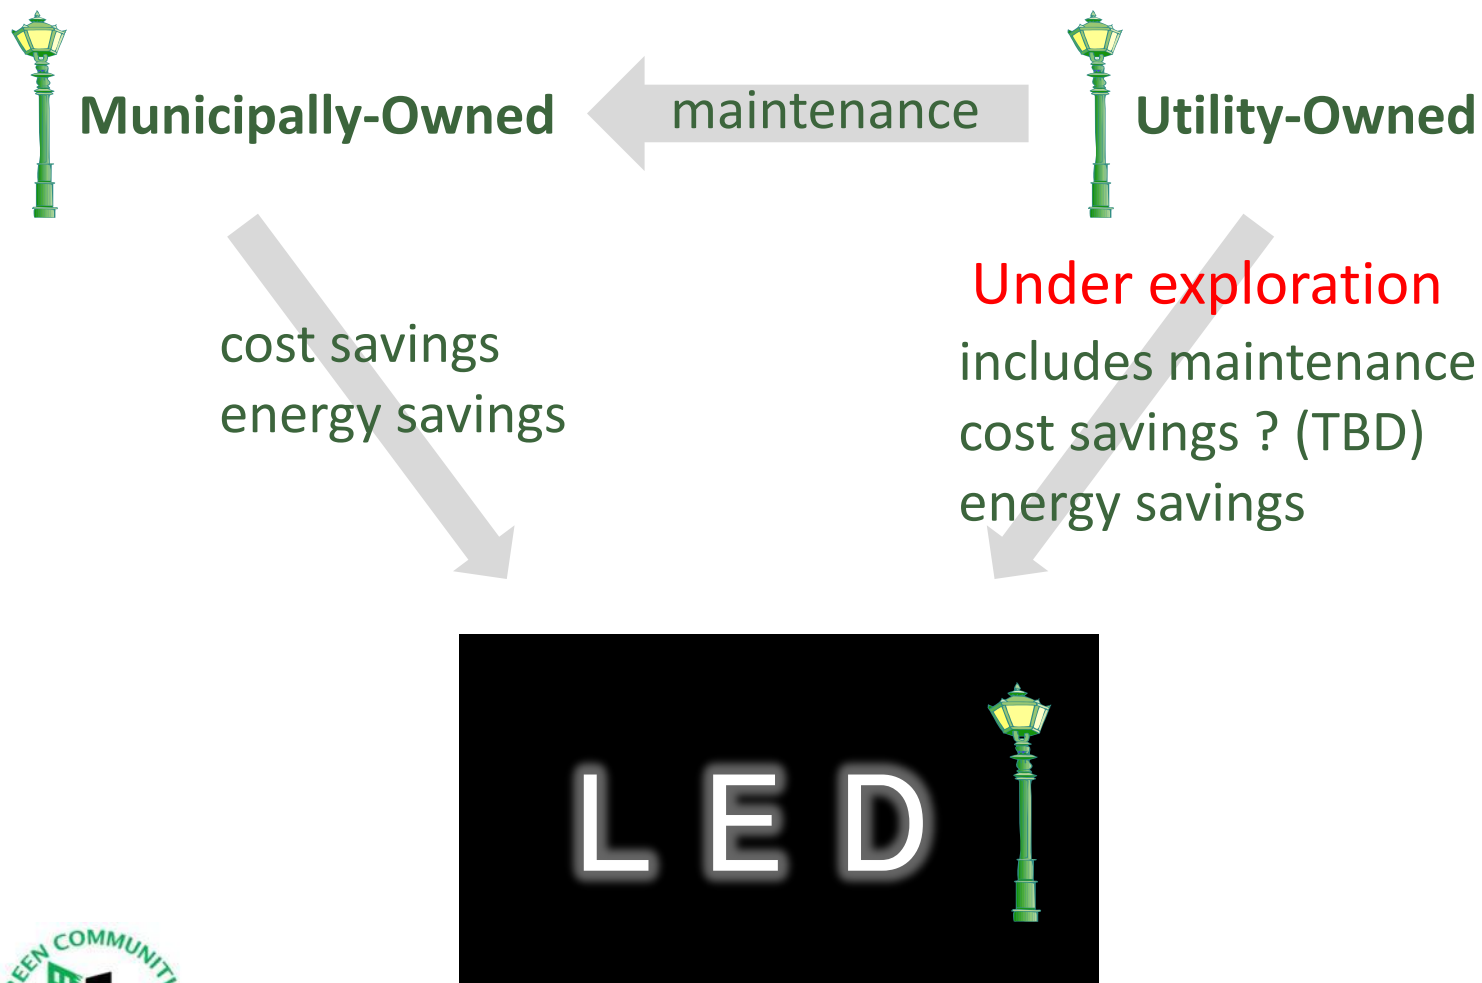 Municipally-Owned
maintenance
Utility-Owned
cost savings
energy savings
Under exploration
includes maintenance
cost savings ? (TBD)
energy savings
L E D